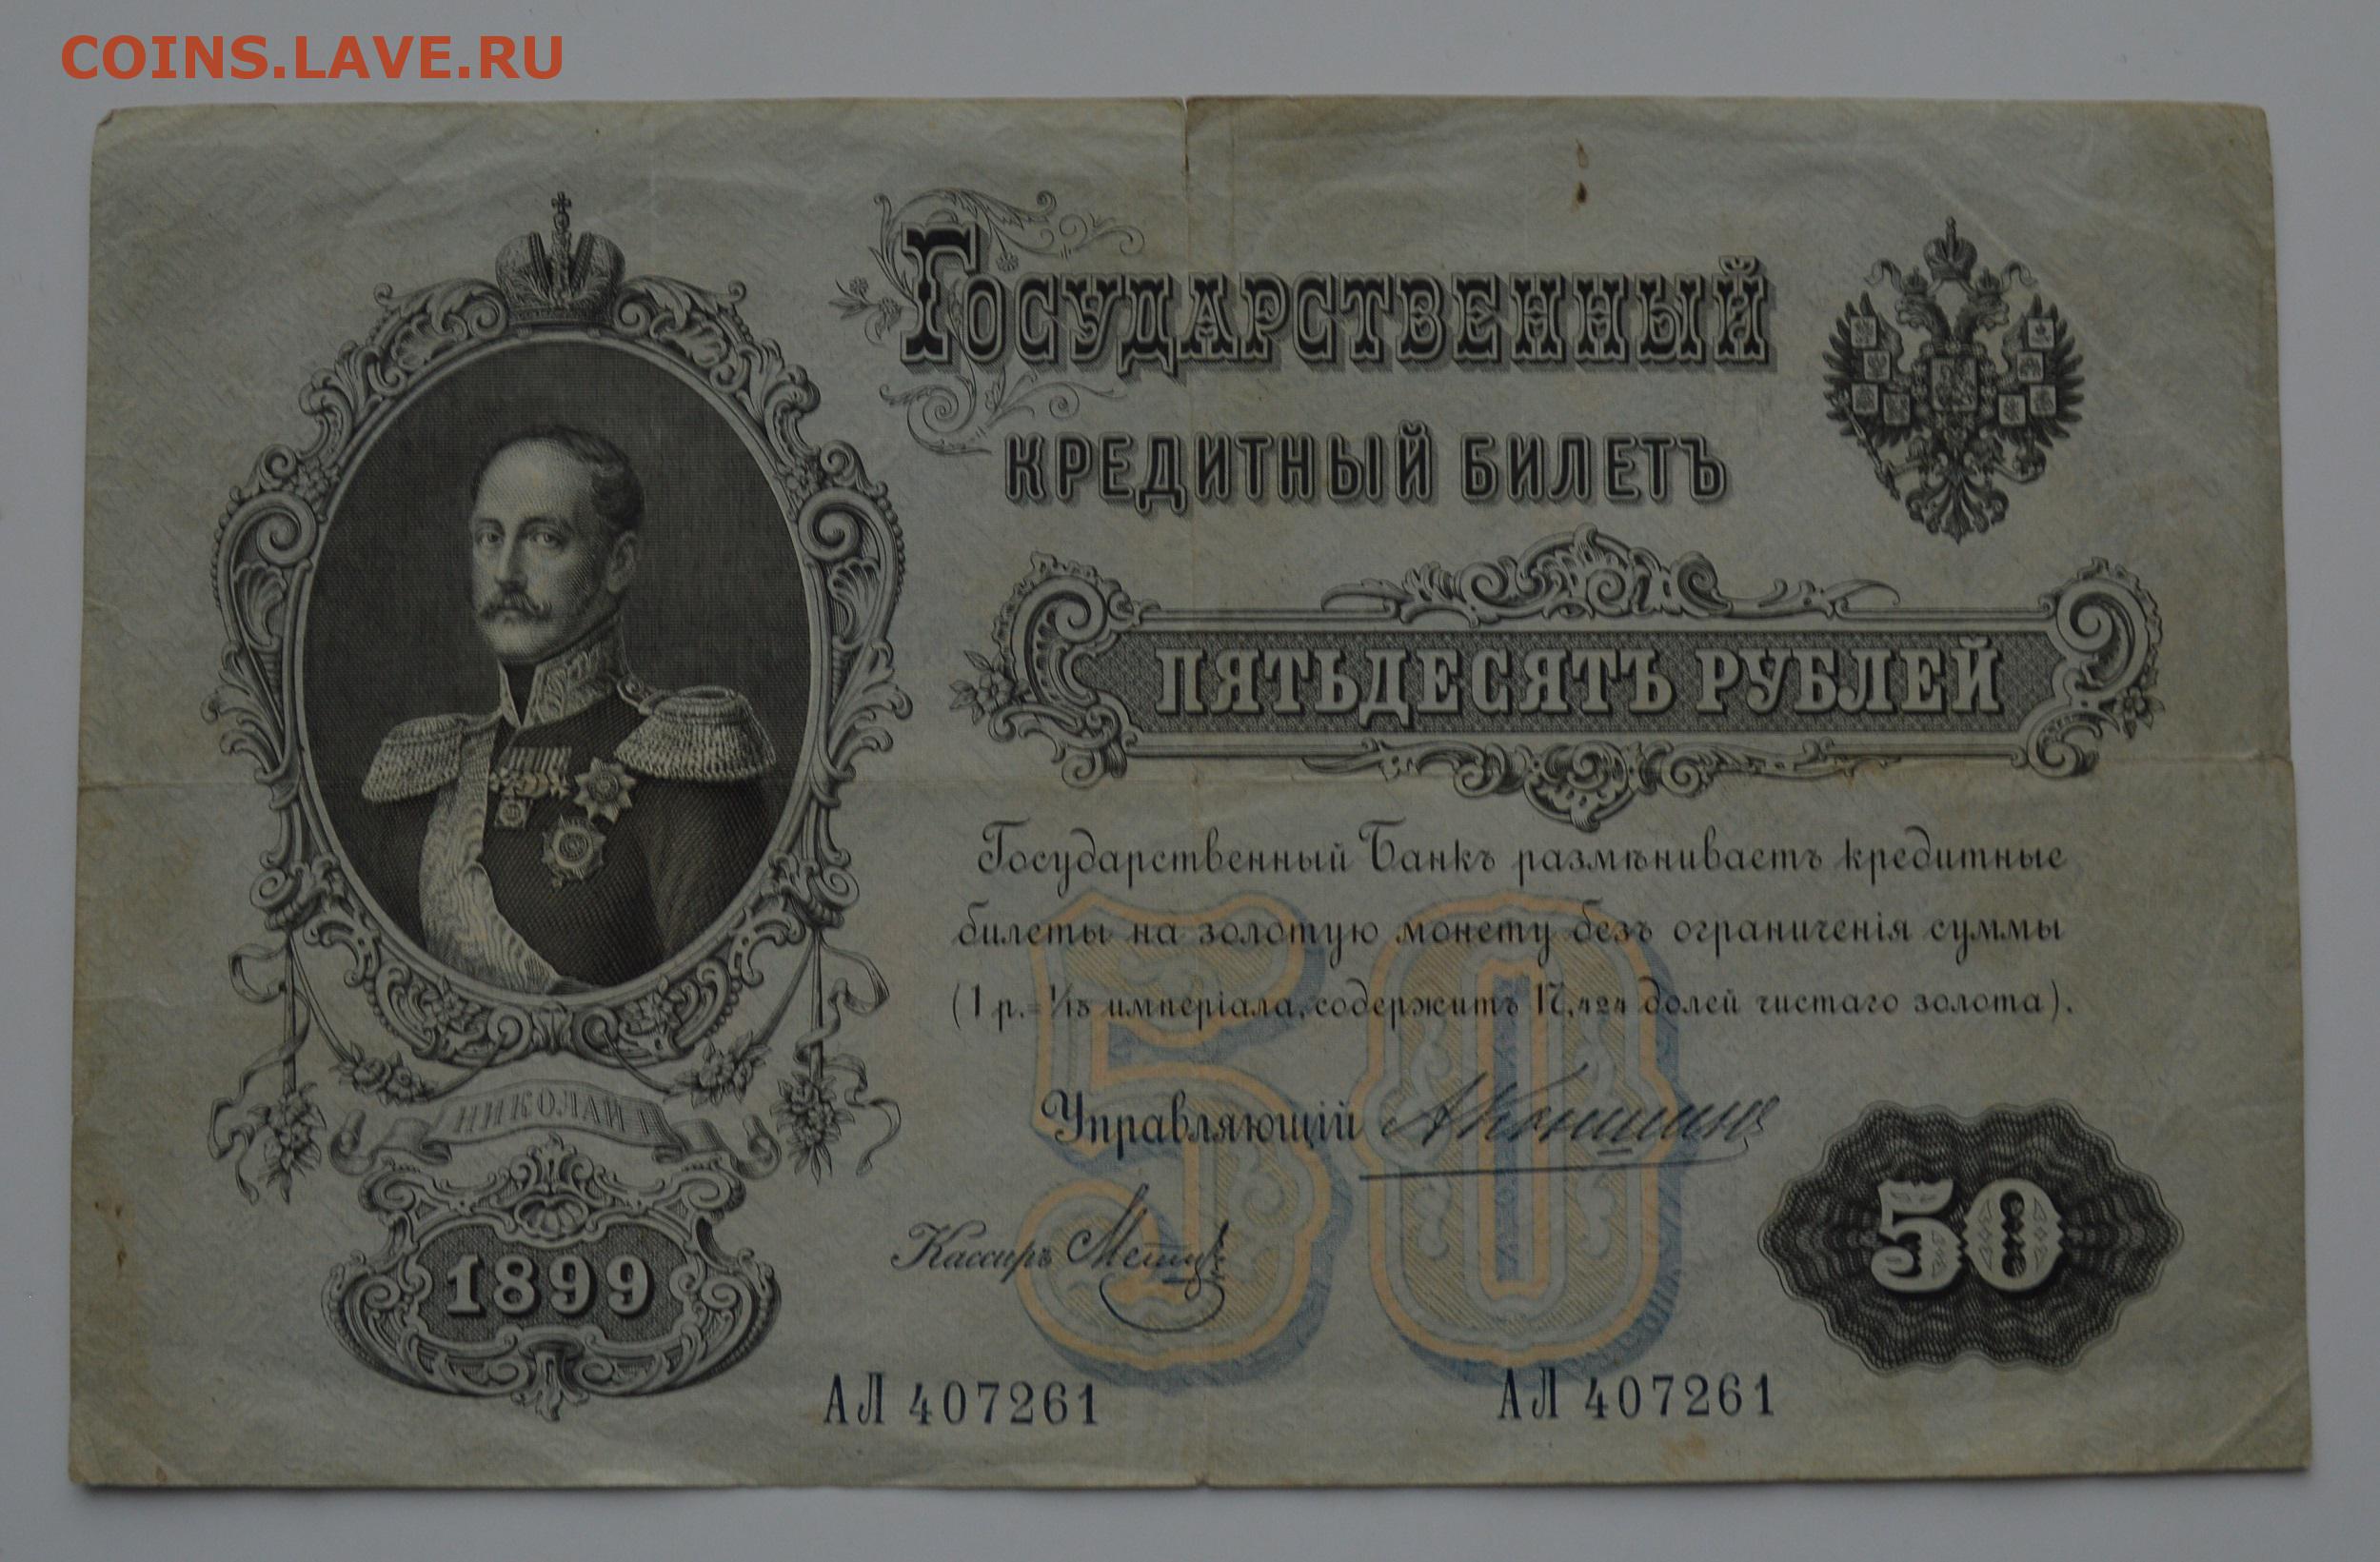 COINS.LAVE.RU
ГОСУДАРСТВЕННЫЙ
КРЕДИТНЫЙ БИЛЕТЪ
ПЯТЬДЕСЯТЪ РУБЛЕЙ
Государственный Банкъ размѣниваетъ кредитные
билеты на золотую монету безъ ограниченія суммы
(1 р.=1/15 имперіала, содержитъ 17,424 долей чистаго золота).
50
Управляющій АКоншинъ
НИКОЛАЙ I
Кассиръ
50
1899
АЛ 407261 АЛ 407261